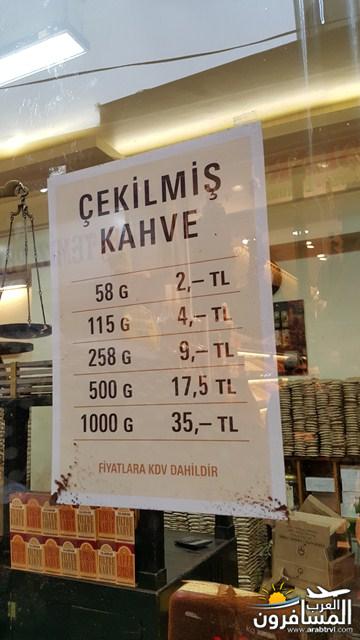 ÇEKİLMİŞ
KAHVE
58 G 2,– TL
115 G 4,– TL
258 G 9,– TL
500 G 17,5 TL
1000 G 35,– TL
FİYATLARA KDV DAHİLDİR
العرب
المسافرون
www.arabtrvl.com